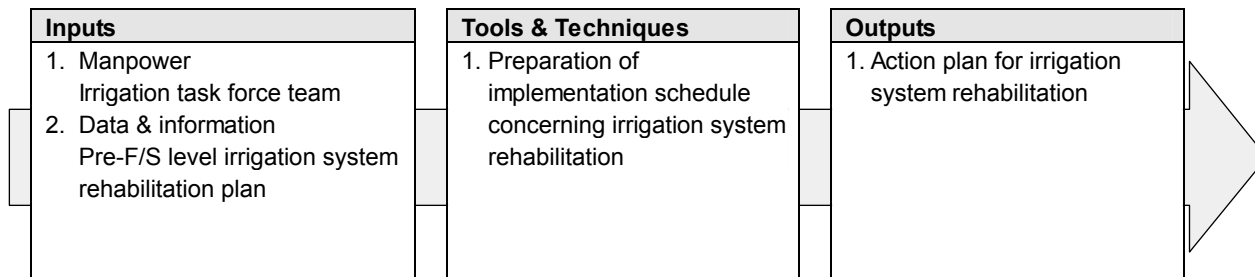 Inputs
1. Manpower
Irrigation task force team
2. Data & information
Pre-F/S level irrigation system
rehabilitation plan
Tools & Techniques
1. Preparation of
implementation schedule
concerning irrigation system
rehabilitation
Outputs
1. Action plan for irrigation
system rehabilitation